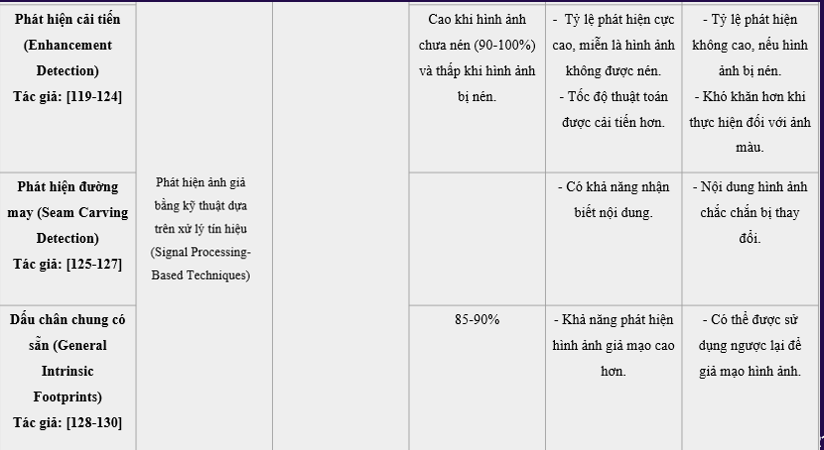 Phát hiện cải tiến
(Enhancement
Detection)
Tác giả: [119-124]
Cao khi hình ảnh
chưa nén (90-100%)
và thấp khi hình ảnh
bị nén.
- Tỷ lệ phát hiện cực
cao, miễn là hình ảnh
không được nén.
- Tốc độ thuật toán
được cải tiến hơn.
- Tỷ lệ phát hiện
không cao, nếu hình
ảnh bị nén.
- Khó khăn hơn khi
thực hiện đối với ảnh
màu.
Phát hiện đường
may (Seam Carving
Detection)
Tác giả: [125-127]
Phát hiện ảnh giả
bằng kỹ thuật dựa
trên xử lý tín hiệu
(Signal Processing-
Based Techniques)
- Có khả năng nhận
biết nội dung.
- Nội dung hình ảnh
chắc chắn bị thay
đổi.
Dấu chân chung có
sẵn (General
Intrinsic
Footprints)
Tác giả: [128-130]
85-90%
- Khả năng phát hiện
hình ảnh giả mạo cao
hơn.
- Có thể được sử
dụng ngược lại để
giả mạo hình ảnh.